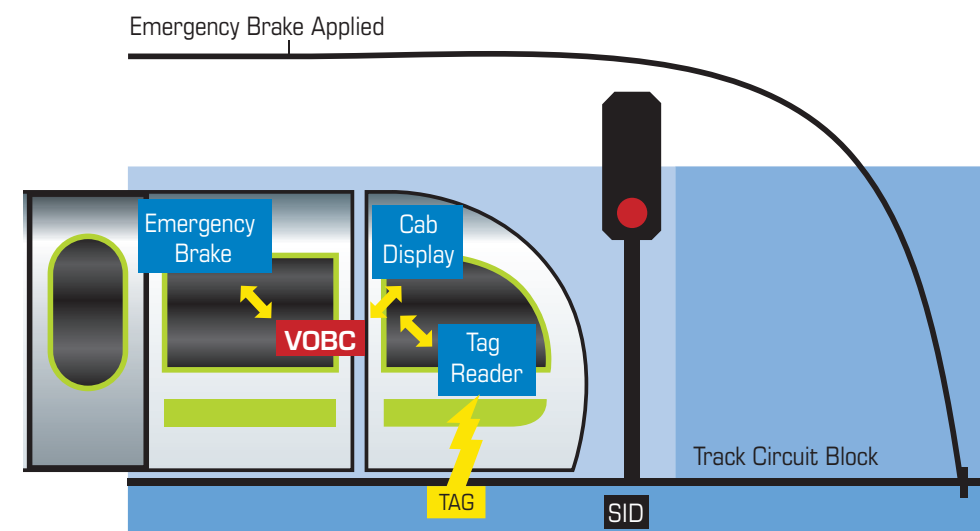 Emergency Brake Applied
Emergency
Brake
Cab
Display
VOBC
Tag
Reader
Track Circuit Block
TAG
SID